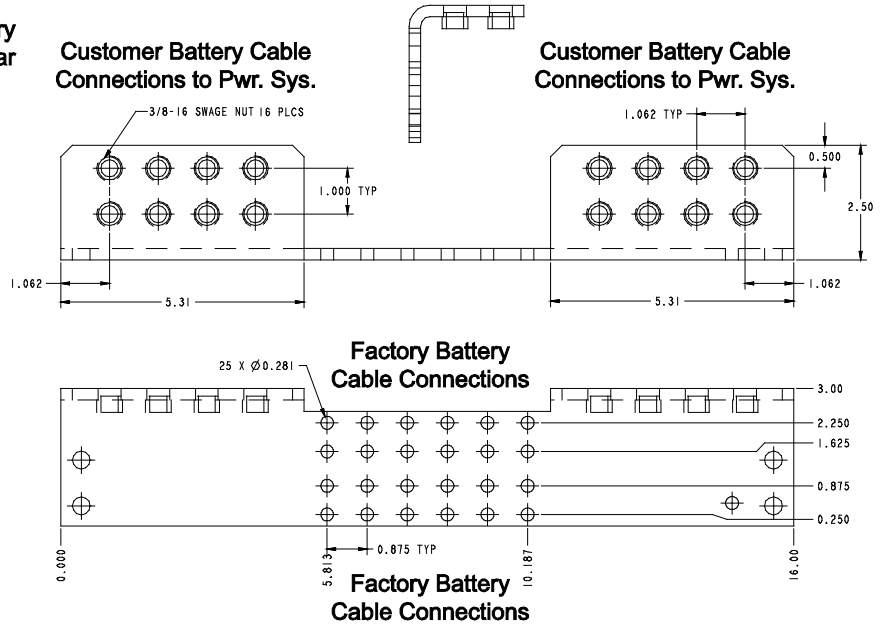 ry
ar
Customer Battery Cable
Connections to Pwr. Sys.
Customer Battery Cable
Connections to Pwr. Sys.
3/8-16 SWAGE NUT 16 PLCS
1.062 TYP
0.500
1.000 TYP
2.50
1.062
5.31
5.31
1.062
Factory Battery
Cable Connections
25 X Ø0.281
3.00
2.250
1.625
0.875
0.250
0.875 TYP
0.000
5.813
10.187
16.00
Factory Battery
Cable Connections